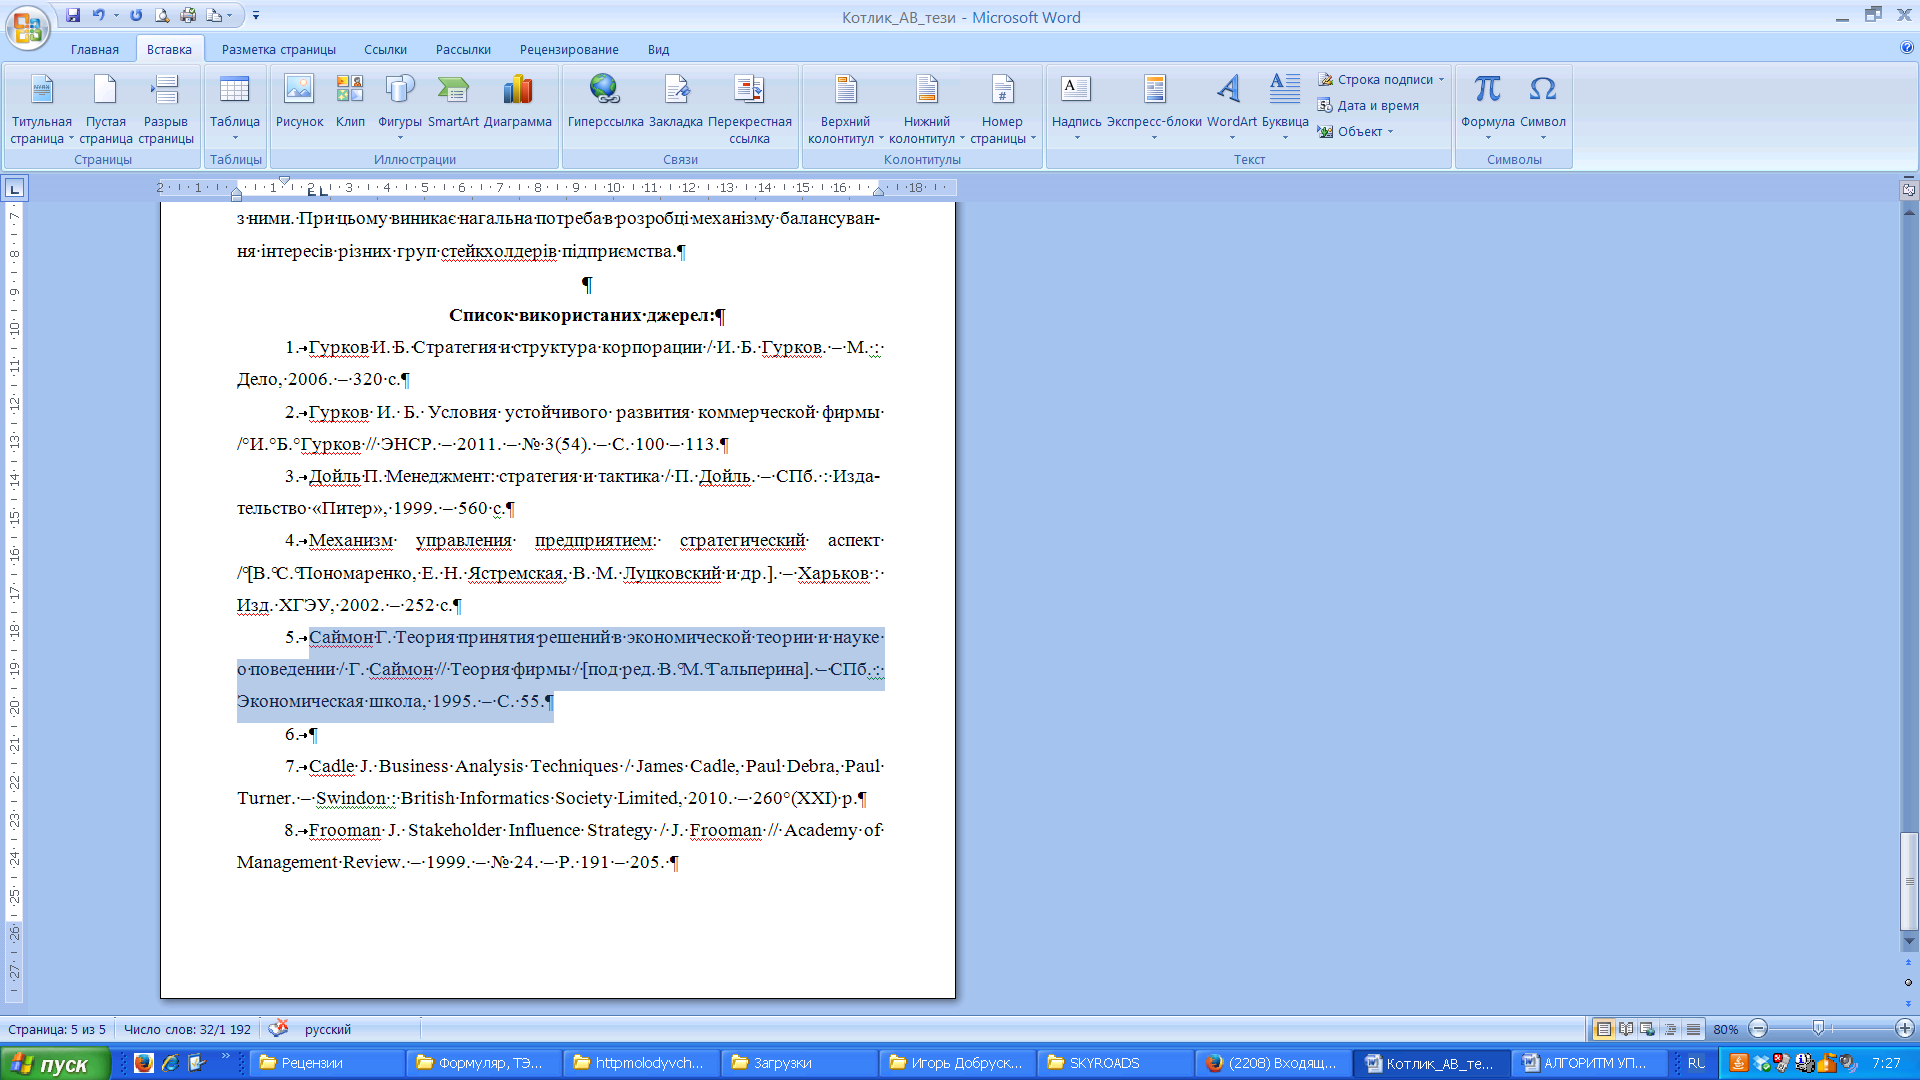 Котлик_АВ_тези - Microsoft Word
Главная Вставка Разметка страницы Ссылки Рассылки Рецензирование Вид
Титульная страница Пустая страница Разрыв страницы Таблица Рисунок Клип Фигуры SmartArt Диаграмма Гиперссылка Закладка Перекрестная ссылка Верхний колонтитул Нижний колонтитул Номер страницы Надпись Экспресс-блоки WordArt Буквица Строка подписи Формула Символ
Дата и время
Объект
Страницы Таблицы Иллюстрации Связи Колонтитулы Текст Символы
з ними. При цьому виникає нагальна потреба в розробці механізму балансуван-
ня інтересів різних груп стейкхолдерів підприємства.¶
¶
Список використаних джерел:¶
1. Гурков И. Б. Стратегия и структура корпорации / И. Б. Гурков. – М. :
Дело, 2006. – 320 с.¶
2. Гурков И. Б. Условия устойчивого развития коммерческой фирмы
/ И. Б. Гурков // ЭНСР. – 2011. – № 3(54). – С. 100 – 113.¶
3. Дойль П. Менеджмент: стратегия и тактика / П. Дойль. – СПб. : Изда-
тельство «Питер», 1999. – 560 с.¶
4. Механизм управления предприятием: стратегический аспект
/ [В. С. Пономаренко, Е. Н. Ястремская, В. М. Луцковский и др.]. – Харьков :
Изд. ХГЭУ, 2002. – 252 с.¶
5. Саймон Г. Теория принятия решений в экономической теории и науке
о поведении / Г. Саймон // Теория фирмы / [под ред. В. М. Гальперина]. – СПб. :
Экономическая школа, 1995. – С. 55.¶
6. ¶
7. Cadle J. Business Analysis Techniques / James Cadle, Paul Debra, Paul
Turner. – Swindon : British Informatics Society Limited, 2010. – 260 (XXI) p.¶
8. Frooman J. Stakeholder Influence Strategy / J. Frooman // Academy of
Management Review. – 1999. – № 24. – P. 191 – 205. ¶
Страница: 5 из 5 Число слов: 32/1 192 русский 80%
пуск Рецензии Формуляр, ТЭ... httpmolodyvch... Загрузки Игорь Добруск... SKYROADS (2208) Входящ... Котлик_АВ_те... АЛГОРИТМ УП... RU 7:27